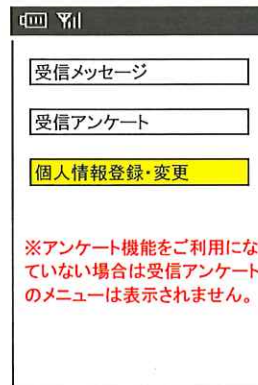 受信メッセージ
受信アンケート
個人情報登録・変更
※アンケート機能をご利用にな
ていない場合は受信アンケート
のメニューは表示されません。